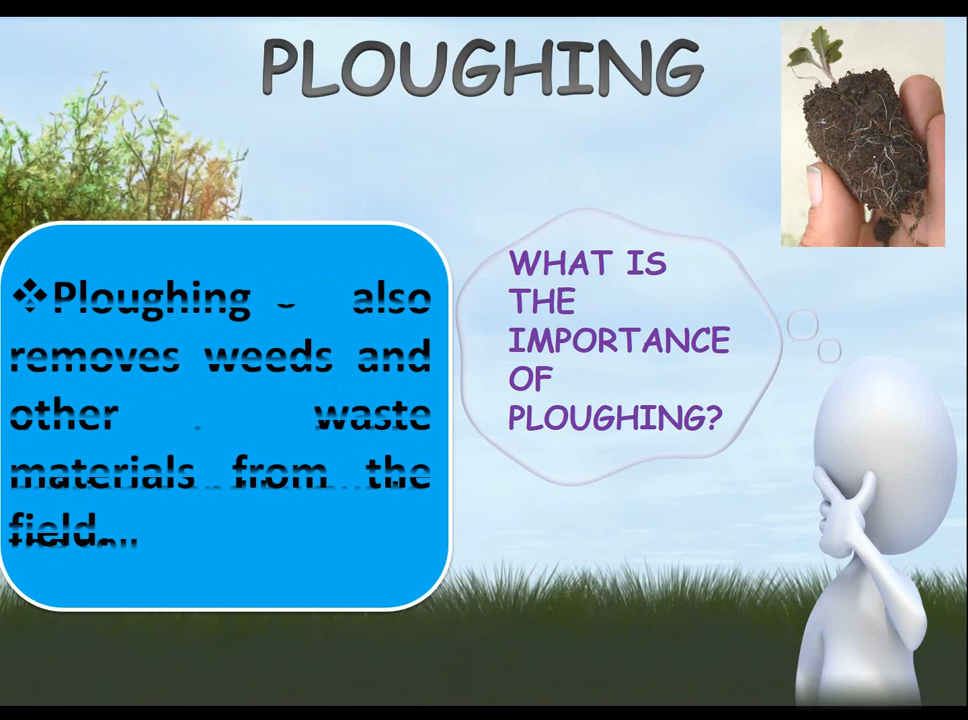 PLOUGHING
❖Ploughing also
removes weeds and
other waste
materials from the
field.
WHAT IS
THE
IMPORTANCE
OF
PLOUGHING?